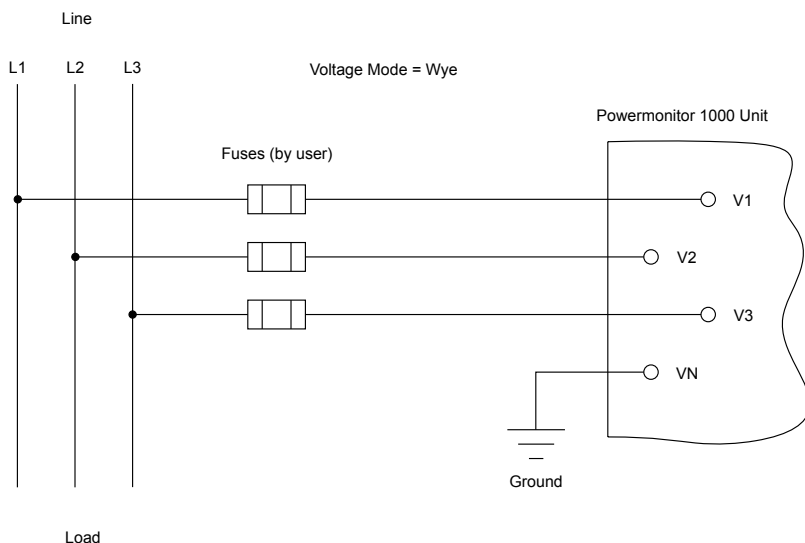 Line
L1 L2 L3
Voltage Mode = Wye
Powermonitor 1000 Unit
Fuses (by user)
V1
V2
V3
VN
Ground
Load